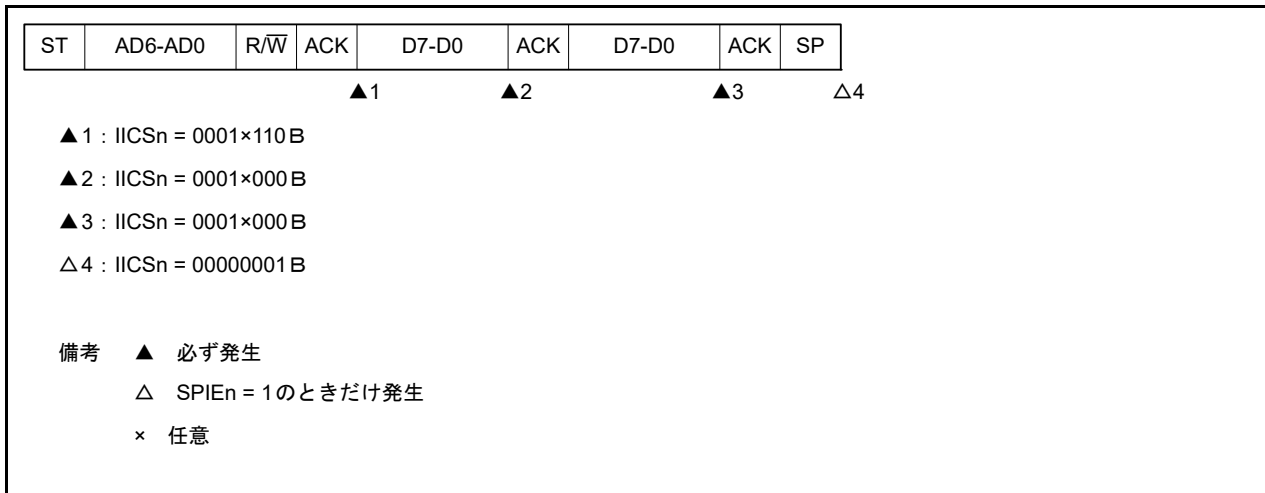 ST AD6-AD0 R/W̅ ACK D7-D0 ACK D7-D0 ACK SP
▲1 ▲2 ▲3 △4
▲1：IICSn = 0001×110B
▲2：IICSn = 0001×000B
▲3：IICSn = 0001×000B
△4：IICSn = 00000001B
備考 ▲ 必ず発生
△ SPIEn = 1のときだけ発生
× 任意